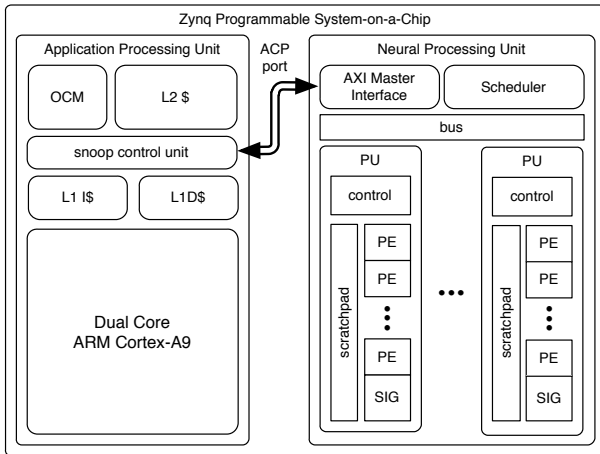 Zynq Programmable System-on-a-Chip
Application Processing Unit
OCM
L2 $
snoop control unit
L1 I$
L1D$
Dual Core
ARM Cortex-A9
ACP
port
Neural Processing Unit
AXI Master
Interface
Scheduler
bus
PU
control
scratchpad
PE
PE
PE
SIG
PU
control
scratchpad
PE
PE
PE
SIG